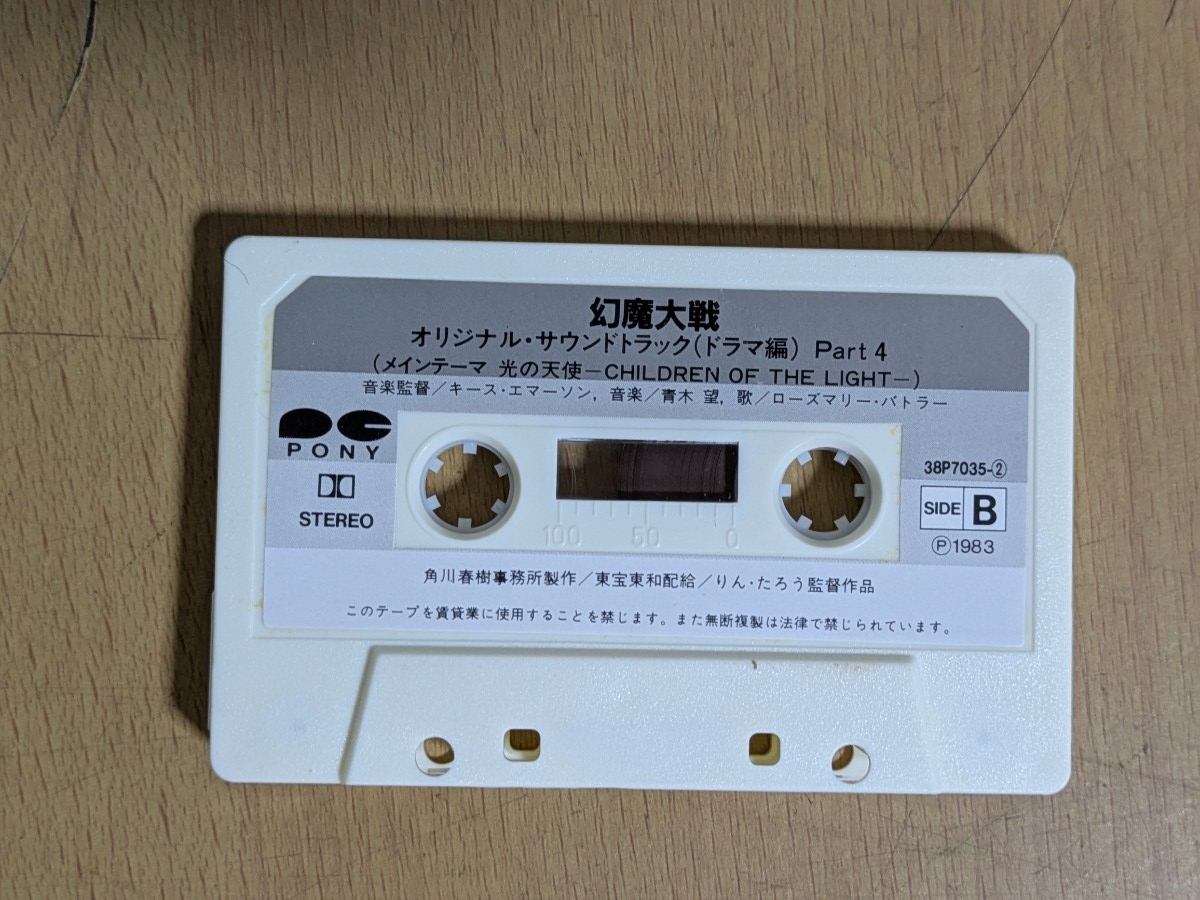 幻魔大戦
オリジナル・サウンドトラック(ドラマ編) Part 4
(メインテーマ 光の天使−CHILDREN OF THE LIGHT−)
音楽監督/キース・エマーソン, 音楽/青木 望, 歌/ローズマリー・バトラー
PONY
STEREO
38P7035-②
SIDE B
Ⓟ1983
100 50 0
角川春樹事務所製作/東宝東和配給/りん・たろう監督作品
このテープを賃貸業に使用することを禁じます。また無断複製は法律で禁じられています。